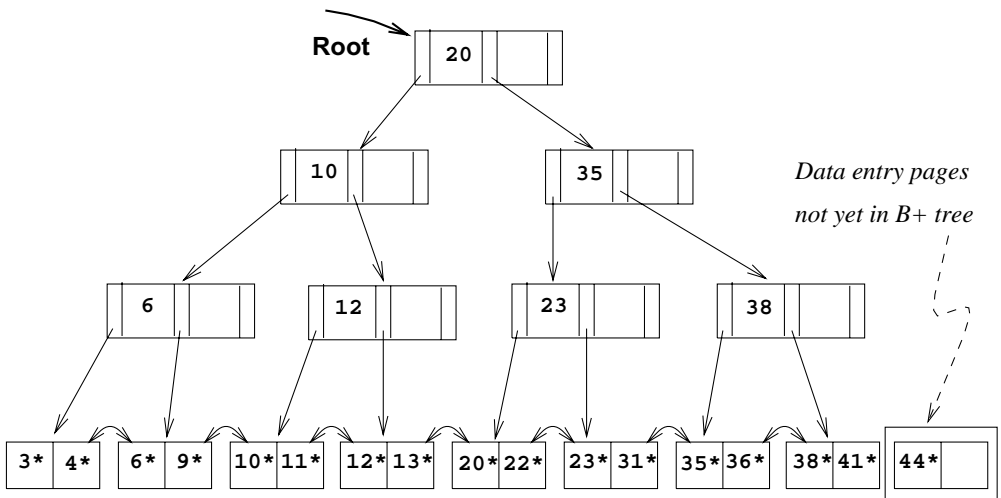 Root
20
10
35
Data entry pages
not yet in B+ tree
6
12
23
38
3* 4* 6* 9* 10* 11* 12* 13* 20* 22* 23* 31* 35* 36* 38* 41* 44*